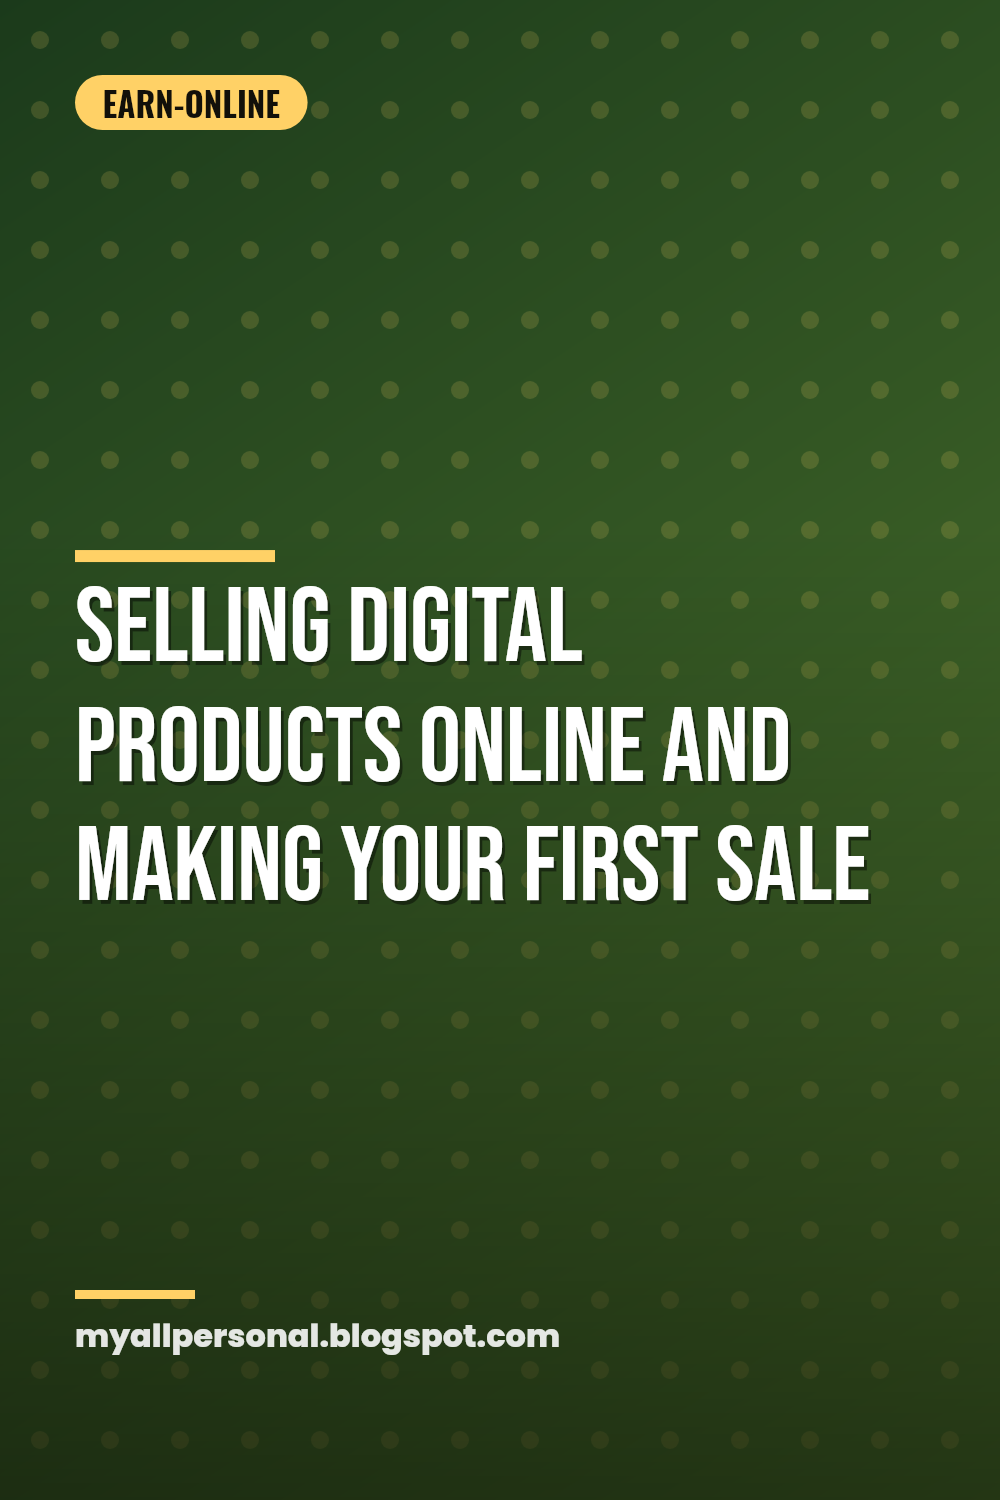 EARN-ONLINE
SELLING DIGITAL
PRODUCTS ONLINE AND
MAKING YOUR FIRST SALE
myallpersonal.blogspot.com